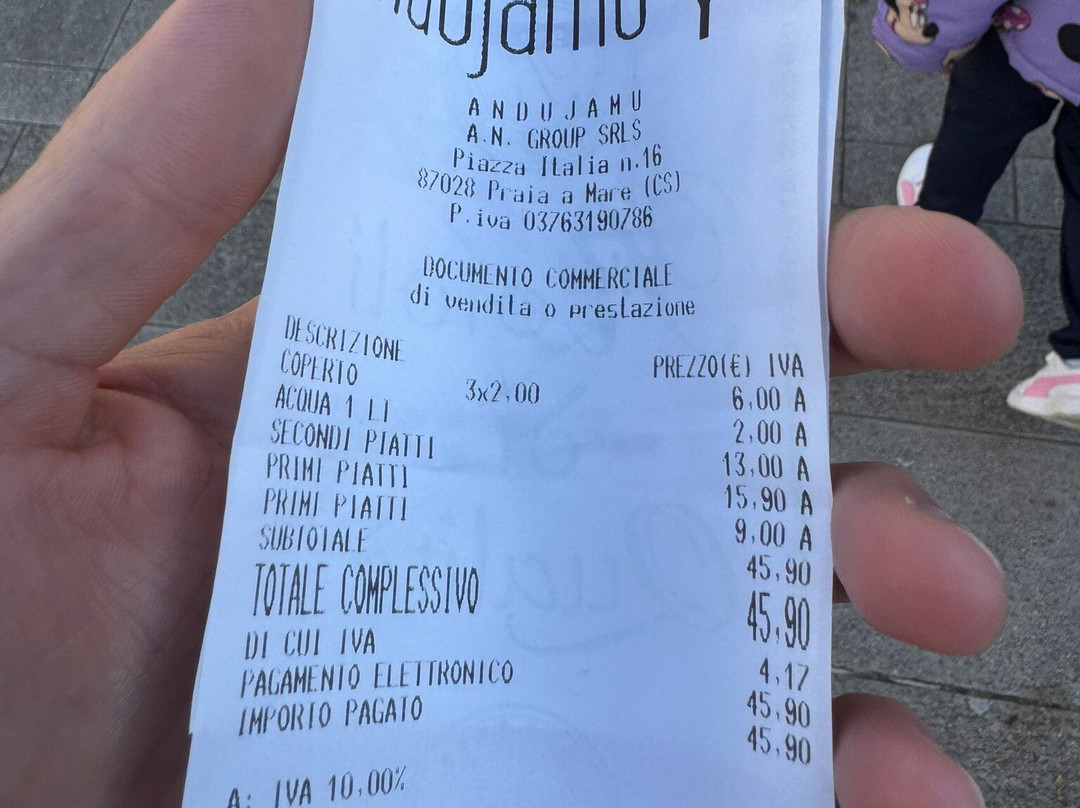 ANDUJAMU
A.N. GROUP SRLS
Piazza Italia n.16
87028 Praia a Mare (CS)
P.iva 03763190786
DOCUMENTO COMMERCIALE
di vendita o prestazione
DESCRIZIONE PREZZO(€) IVA
COPERTO 3x2,00 6,00 A
ACQUA 1 LT 2,00 A
SECONDI PIATTI 13,00 A
PRIMI PIATTI 15,90 A
PRIMI PIATTI 9,00 A
SUBTOTALE 45,90
TOTALE COMPLESSIVO 45,90
DI CUI IVA 4,17
PAGAMENTO ELETTRONICO 45,90
IMPORTO PAGATO 45,90
A: IVA 10,00%